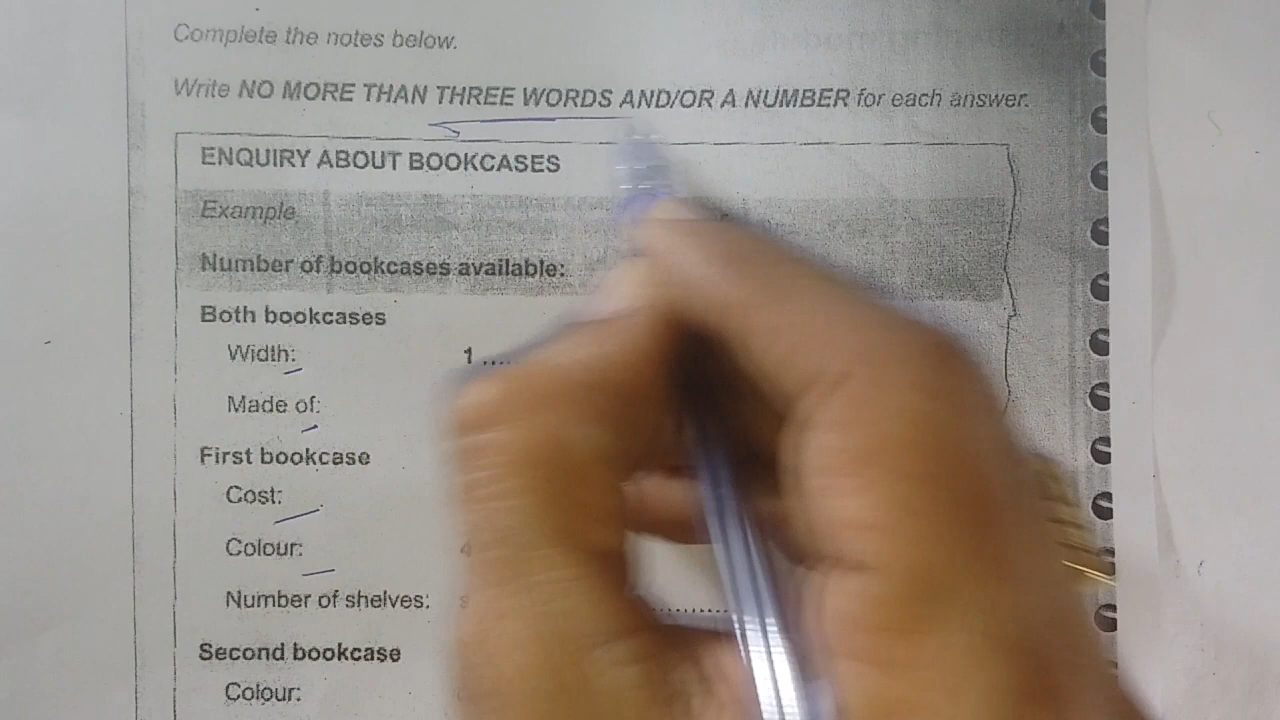 Complete the notes below.
Write NO MORE THAN THREE WORDS AND/OR A NUMBER for each answer.
ENQUIRY ABOUT BOOKCASES
Example
Number of bookcases available:
Both bookcases
Width: 1 ....
Made of:
First bookcase
Cost:
Colour: 4
Number of shelves:
Second bookcase
Colour: